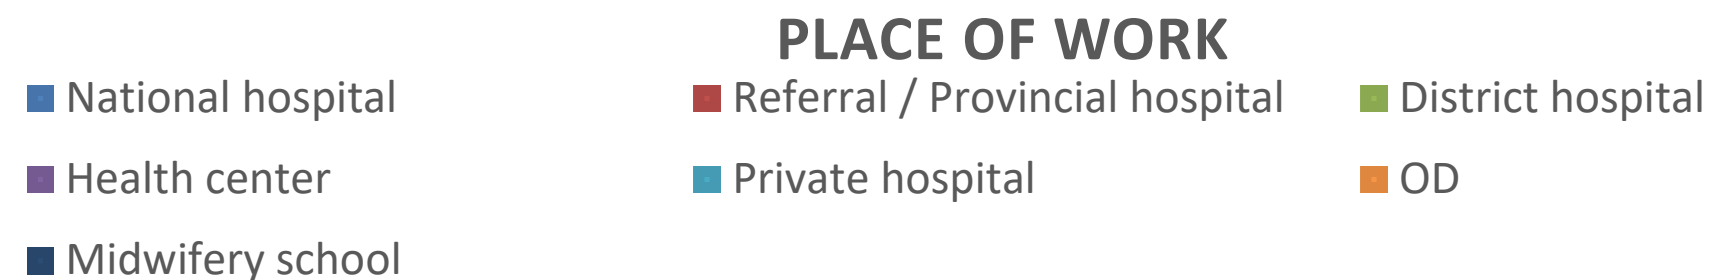 PLACE OF WORK
National hospital Referral / Provincial hospital District hospital
Health center Private hospital OD
Midwifery school